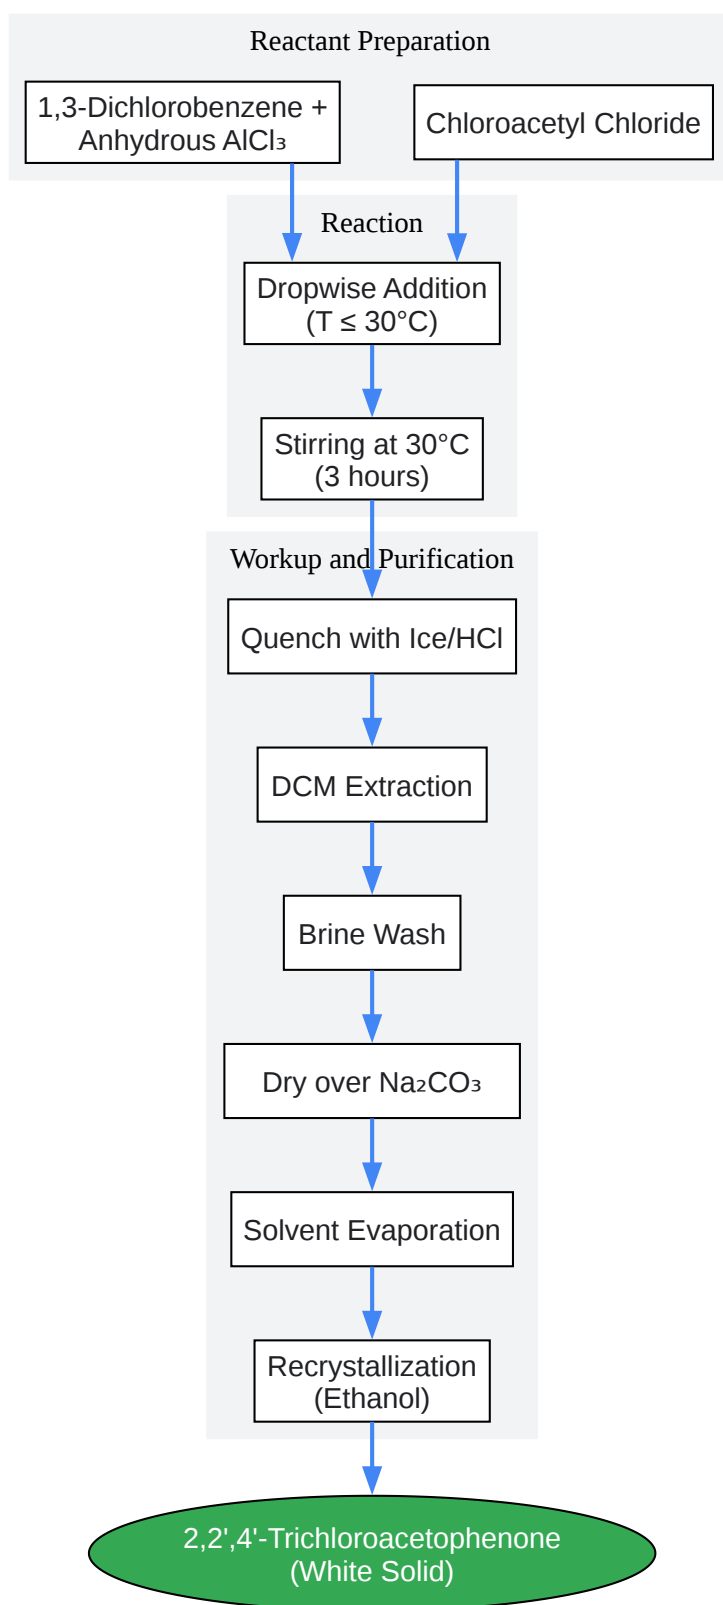 Reactant Preparation
1,3-Dichlorobenzene +
Anhydrous AlCl₃
Chloroacetyl Chloride
Reaction
Dropwise Addition
(T ≤ 30°C)
Stirring at 30°C
(3 hours)
Workup and Purification
Quench with Ice/HCl
DCM Extraction
Brine Wash
Dry over Na₂CO₃
Solvent Evaporation
Recrystallization
(Ethanol)
2,2',4'-Trichloroacetophenone
(White Solid)